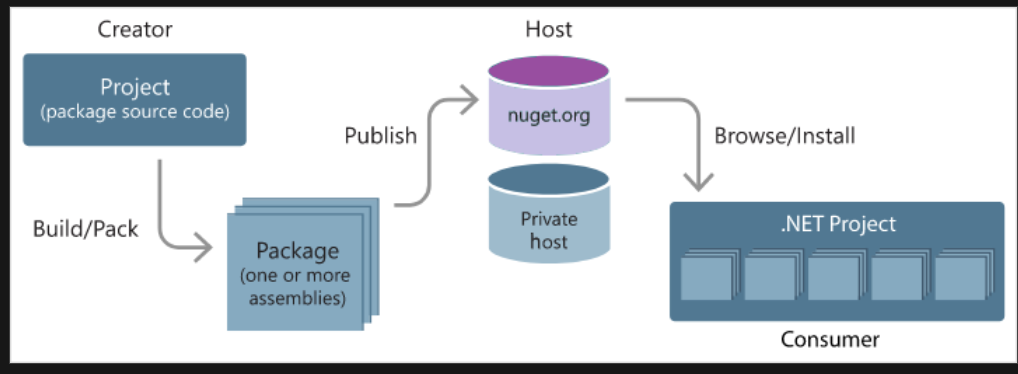 Creator
Project
(package source code)
Build/Pack
Package
(one or more
assemblies)
Publish
Host
nuget.org
Private
host
Browse/Install
.NET Project
Consumer